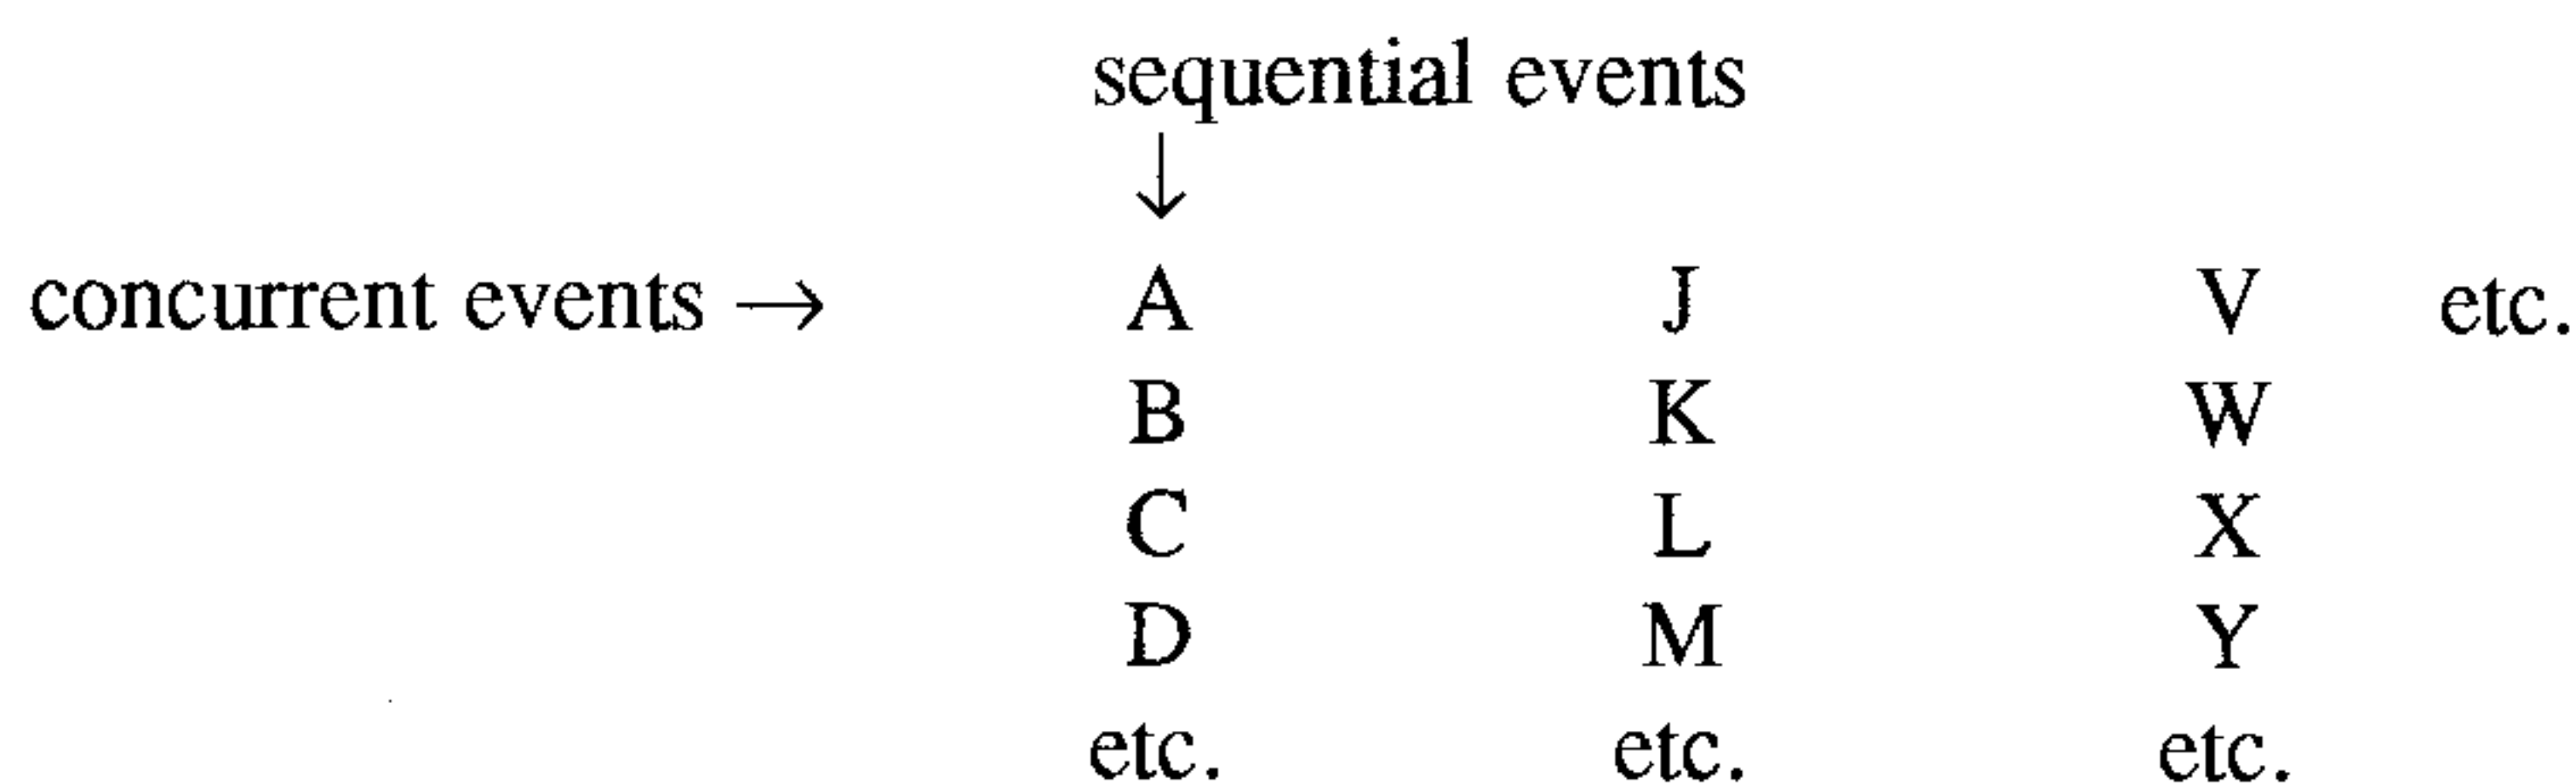 sequential events
↓
concurrent events → A J V etc.
B K W
C L X
D M Y
etc. etc. etc.